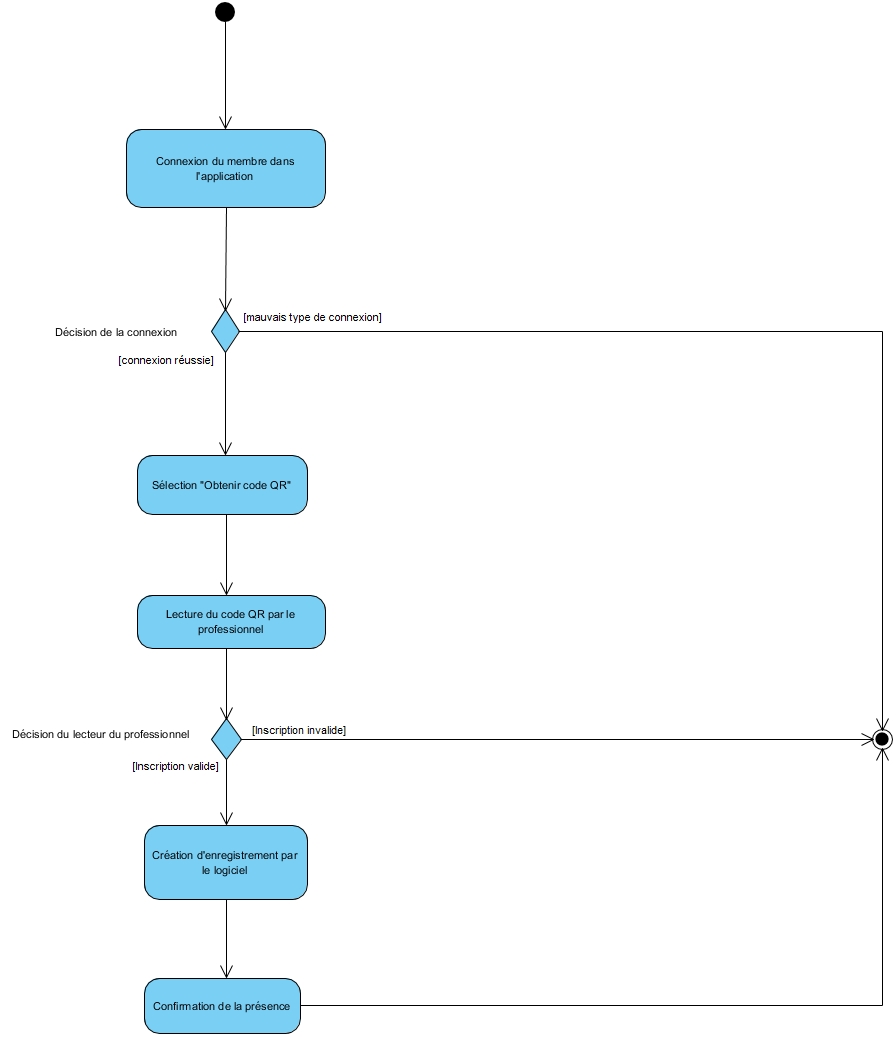 Connexion du membre dans
l'application
[mauvais type de connexion]
Décision de la connexion
[connexion réussie]
Sélection "Obtenir code QR"
Lecture du code QR par le
professionnel
[Inscription invalide]
Décision du lecteur du professionnel
[Inscription valide]
Création d'enregistrement par
le logiciel
Confirmation de la présence